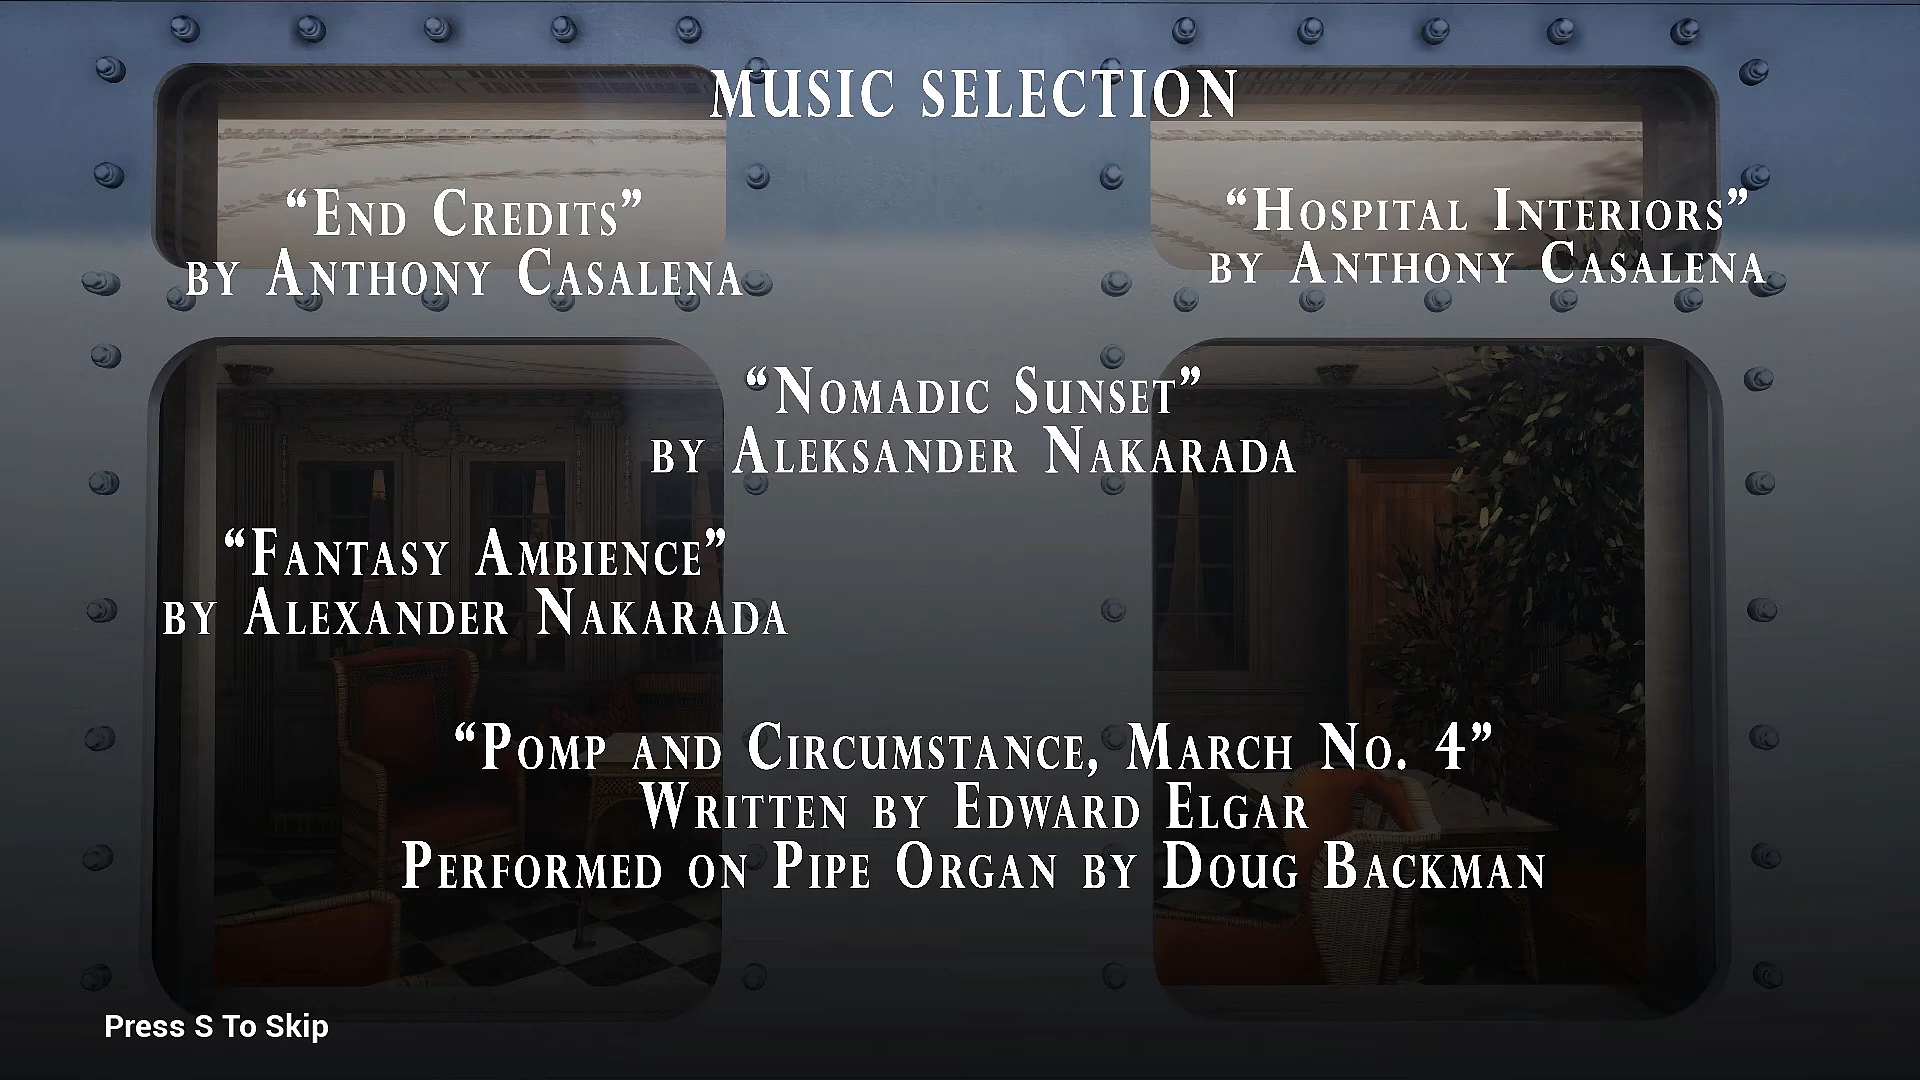 MUSIC SELECTION
“END CREDITS”
BY ANTHONY CASALENA
“HOSPITAL INTERIORS”
BY ANTHONY CASALENA
“NOMADIC SUNSET”
BY ALEKSANDER NAKARADA
“FANTASY AMBIENCE”
BY ALEXANDER NAKARADA
“POMP AND CIRCUMSTANCE, MARCH NO. 4”
WRITTEN BY EDWARD ELGAR
PERFORMED ON PIPE ORGAN BY DOUG BACKMAN
Press S To Skip